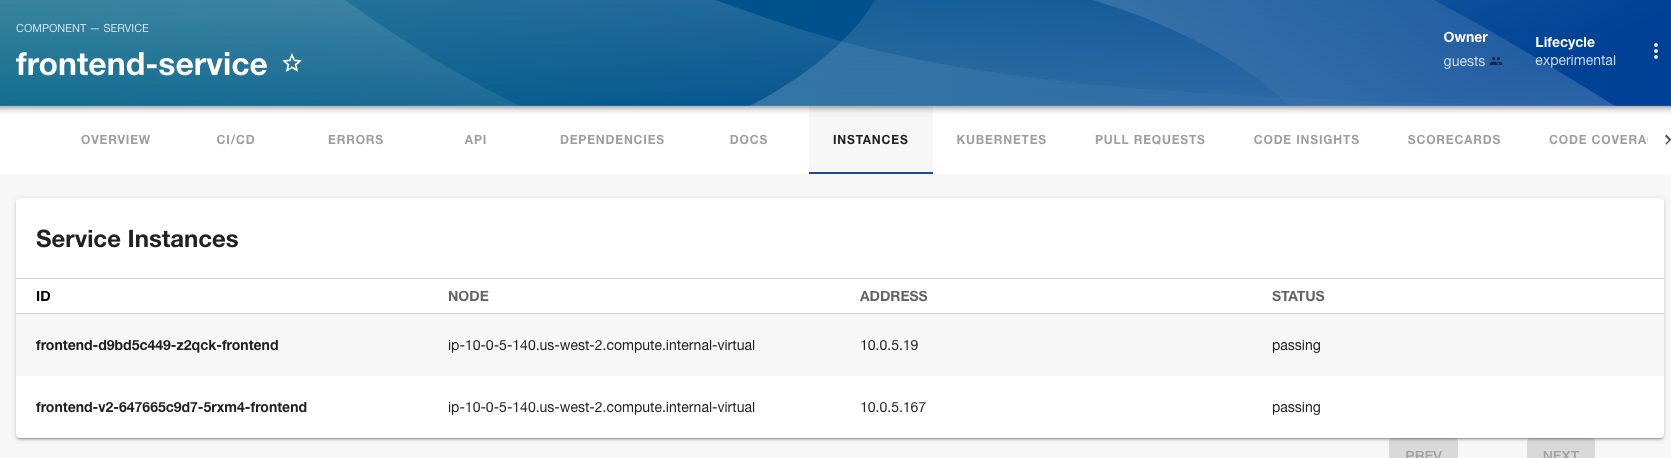 COMPONENT — SERVICE
frontend-service
Owner
guests
Lifecycle
experimental
OVERVIEW CI/CD ERRORS API DEPENDENCIES DOCS INSTANCES KUBERNETES PULL REQUESTS CODE INSIGHTS SCORECARDS CODE COVERA
Service Instances
ID NODE ADDRESS STATUS
frontend-d9bd5c449-z2qck-frontend ip-10-0-5-140.us-west-2.compute.internal-virtual 10.0.5.19 passing
frontend-v2-647665c9d7-5rxm4-frontend ip-10-0-5-140.us-west-2.compute.internal-virtual 10.0.5.167 passing
PREV NEXT